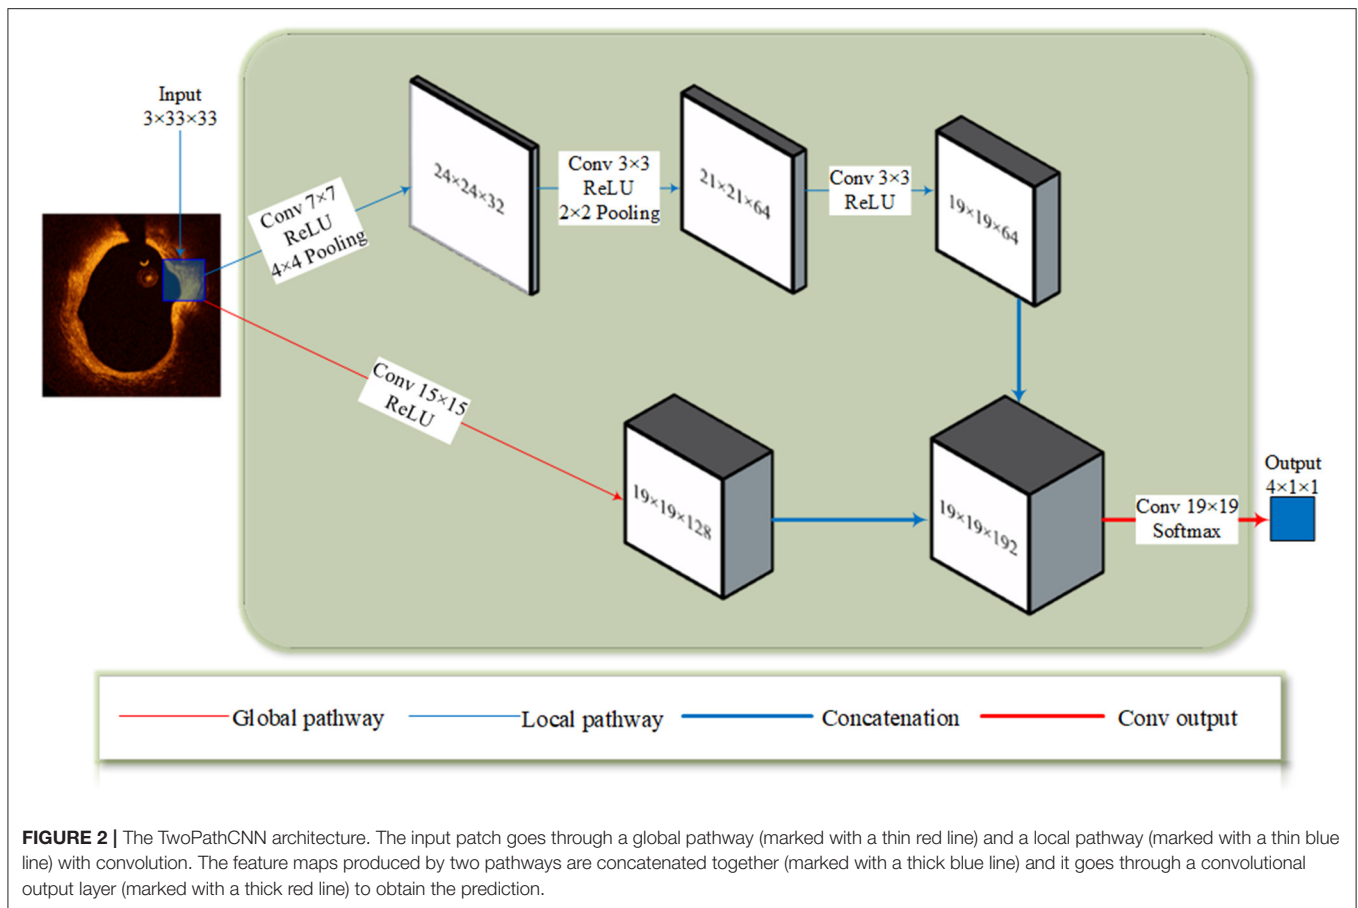 Input
3×33×33
Conv 7×7
ReLU
4×4 Pooling
24×24×32
Conv 3×3
ReLU
2×2 Pooling
21×21×64
Conv 3×3
ReLU
19×19×64
Conv 15×15
ReLU
19×19×128
19×19×192
Conv 19×19
Softmax
Output
4×1×1
Global pathway
Local pathway
Concatenation
Conv output
FIGURE 2 | The TwoPathCNN architecture. The input patch goes through a global pathway (marked with a thin red line) and a local pathway (marked with a thin blue
line) with convolution. The feature maps produced by two pathways are concatenated together (marked with a thick blue line) and it goes through a convolutional
output layer (marked with a thick red line) to obtain the prediction.